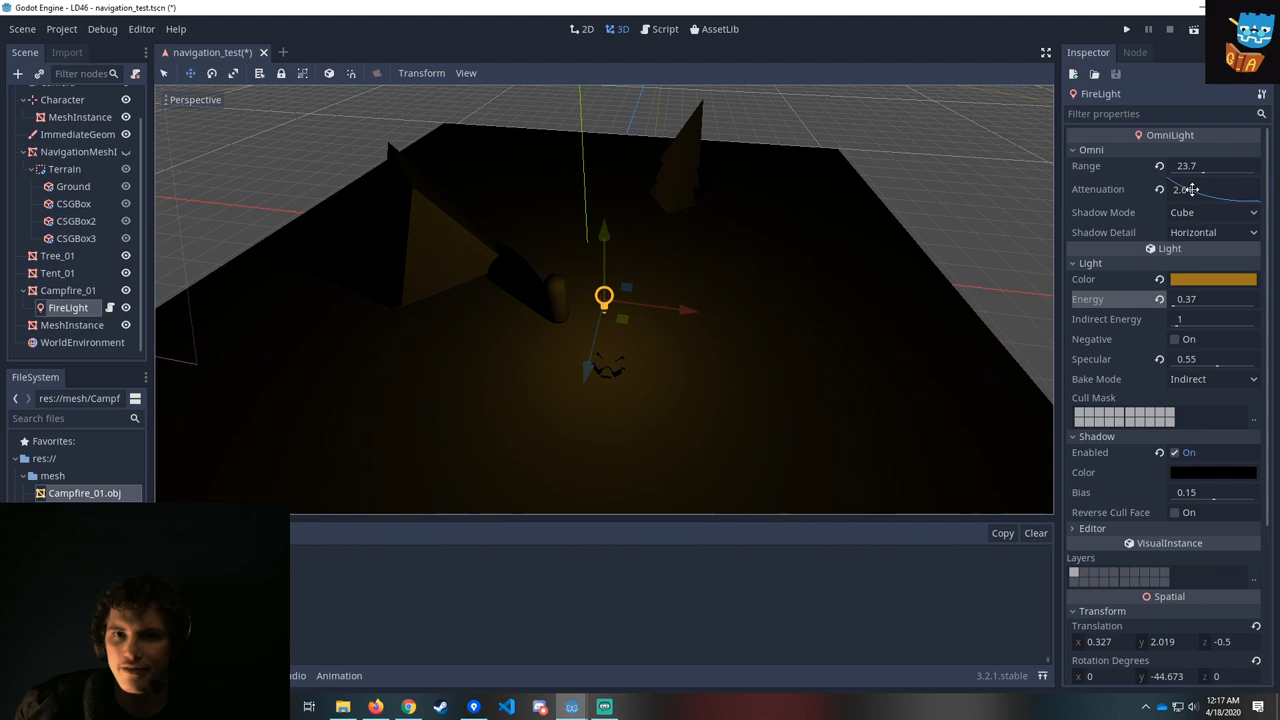 Godot Engine - LD46 - navigation_test.tscn (*)
Scene Project Debug Editor Help
2D 3D Script AssetLib
Scene Import
navigation_test(*)
Inspector Node
Filter nodes
Transform View
Perspective
Character
MeshInstance
ImmediateGeom
NavigationMeshI
Terrain
Ground
CSGBox
CSGBox2
CSGBox3
Tree_01
Tent_01
Campfire_01
FireLight
MeshInstance
WorldEnvironment
FileSystem
res://mesh/Campf
Search files
Favorites:
res://
mesh
Campfire_01.obj
Copy Clear
udio Animation
3.2.1.stable
Q A
FireLight
Filter properties
OmniLight
Omni
Range 23.7
Attenuation
Shadow Mode Cube
Shadow Detail Horizontal
Light
Light
Color
Energy 0.37
Indirect Energy 1
Negative On
Specular 0.55
Bake Mode Indirect
Cull Mask
..
Shadow
Enabled On
Color
Bias 0.15
Reverse Cull Face On
Editor
VisualInstance
Layers
..
Spatial
Transform
Translation
x 0.327 y 2.019 z -0.5
Rotation Degrees
x 0 y -44.673 z 0
12:17 AM
4/18/2020